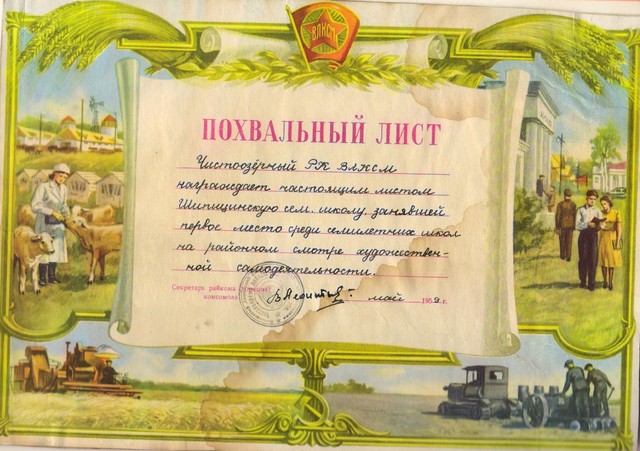 ВЛКСМ
ПОХВАЛЬНЫЙ ЛИСТ
Чистоозёрный РК ВЛКСМ
награждает настоящим листом
Шипицинскую сем. школу, занявшей
первое место среди семилетних школ
на районном смотре художествен-
ной самодеятельности.
Секретарь райкома
комсомола май 1959 г.